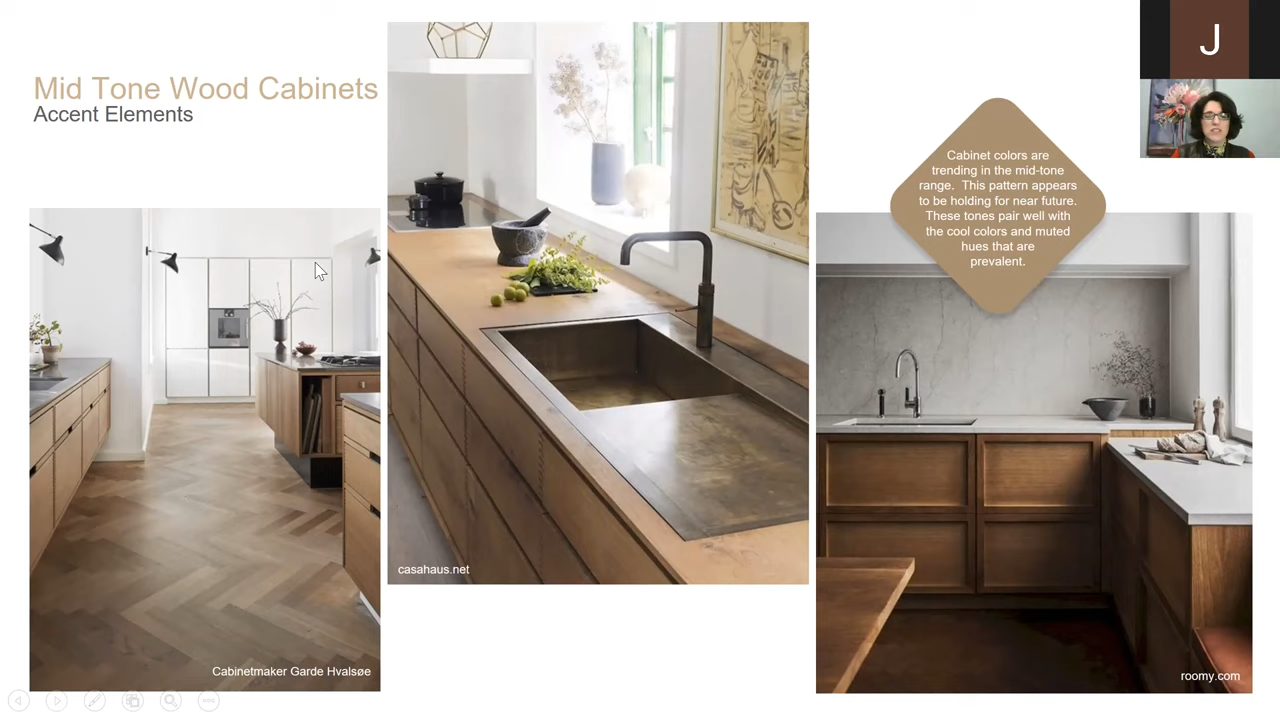 Mid Tone Wood Cabinets
Accent Elements
J
Cabinet colors are
trending in the mid-tone
range. This pattern appears
to be holding for near future.
These tones pair well with
the cool colors and muted
hues that are
prevalent.
casahaus.net
Cabinetmaker Garde Hvalsøe
roomy.com